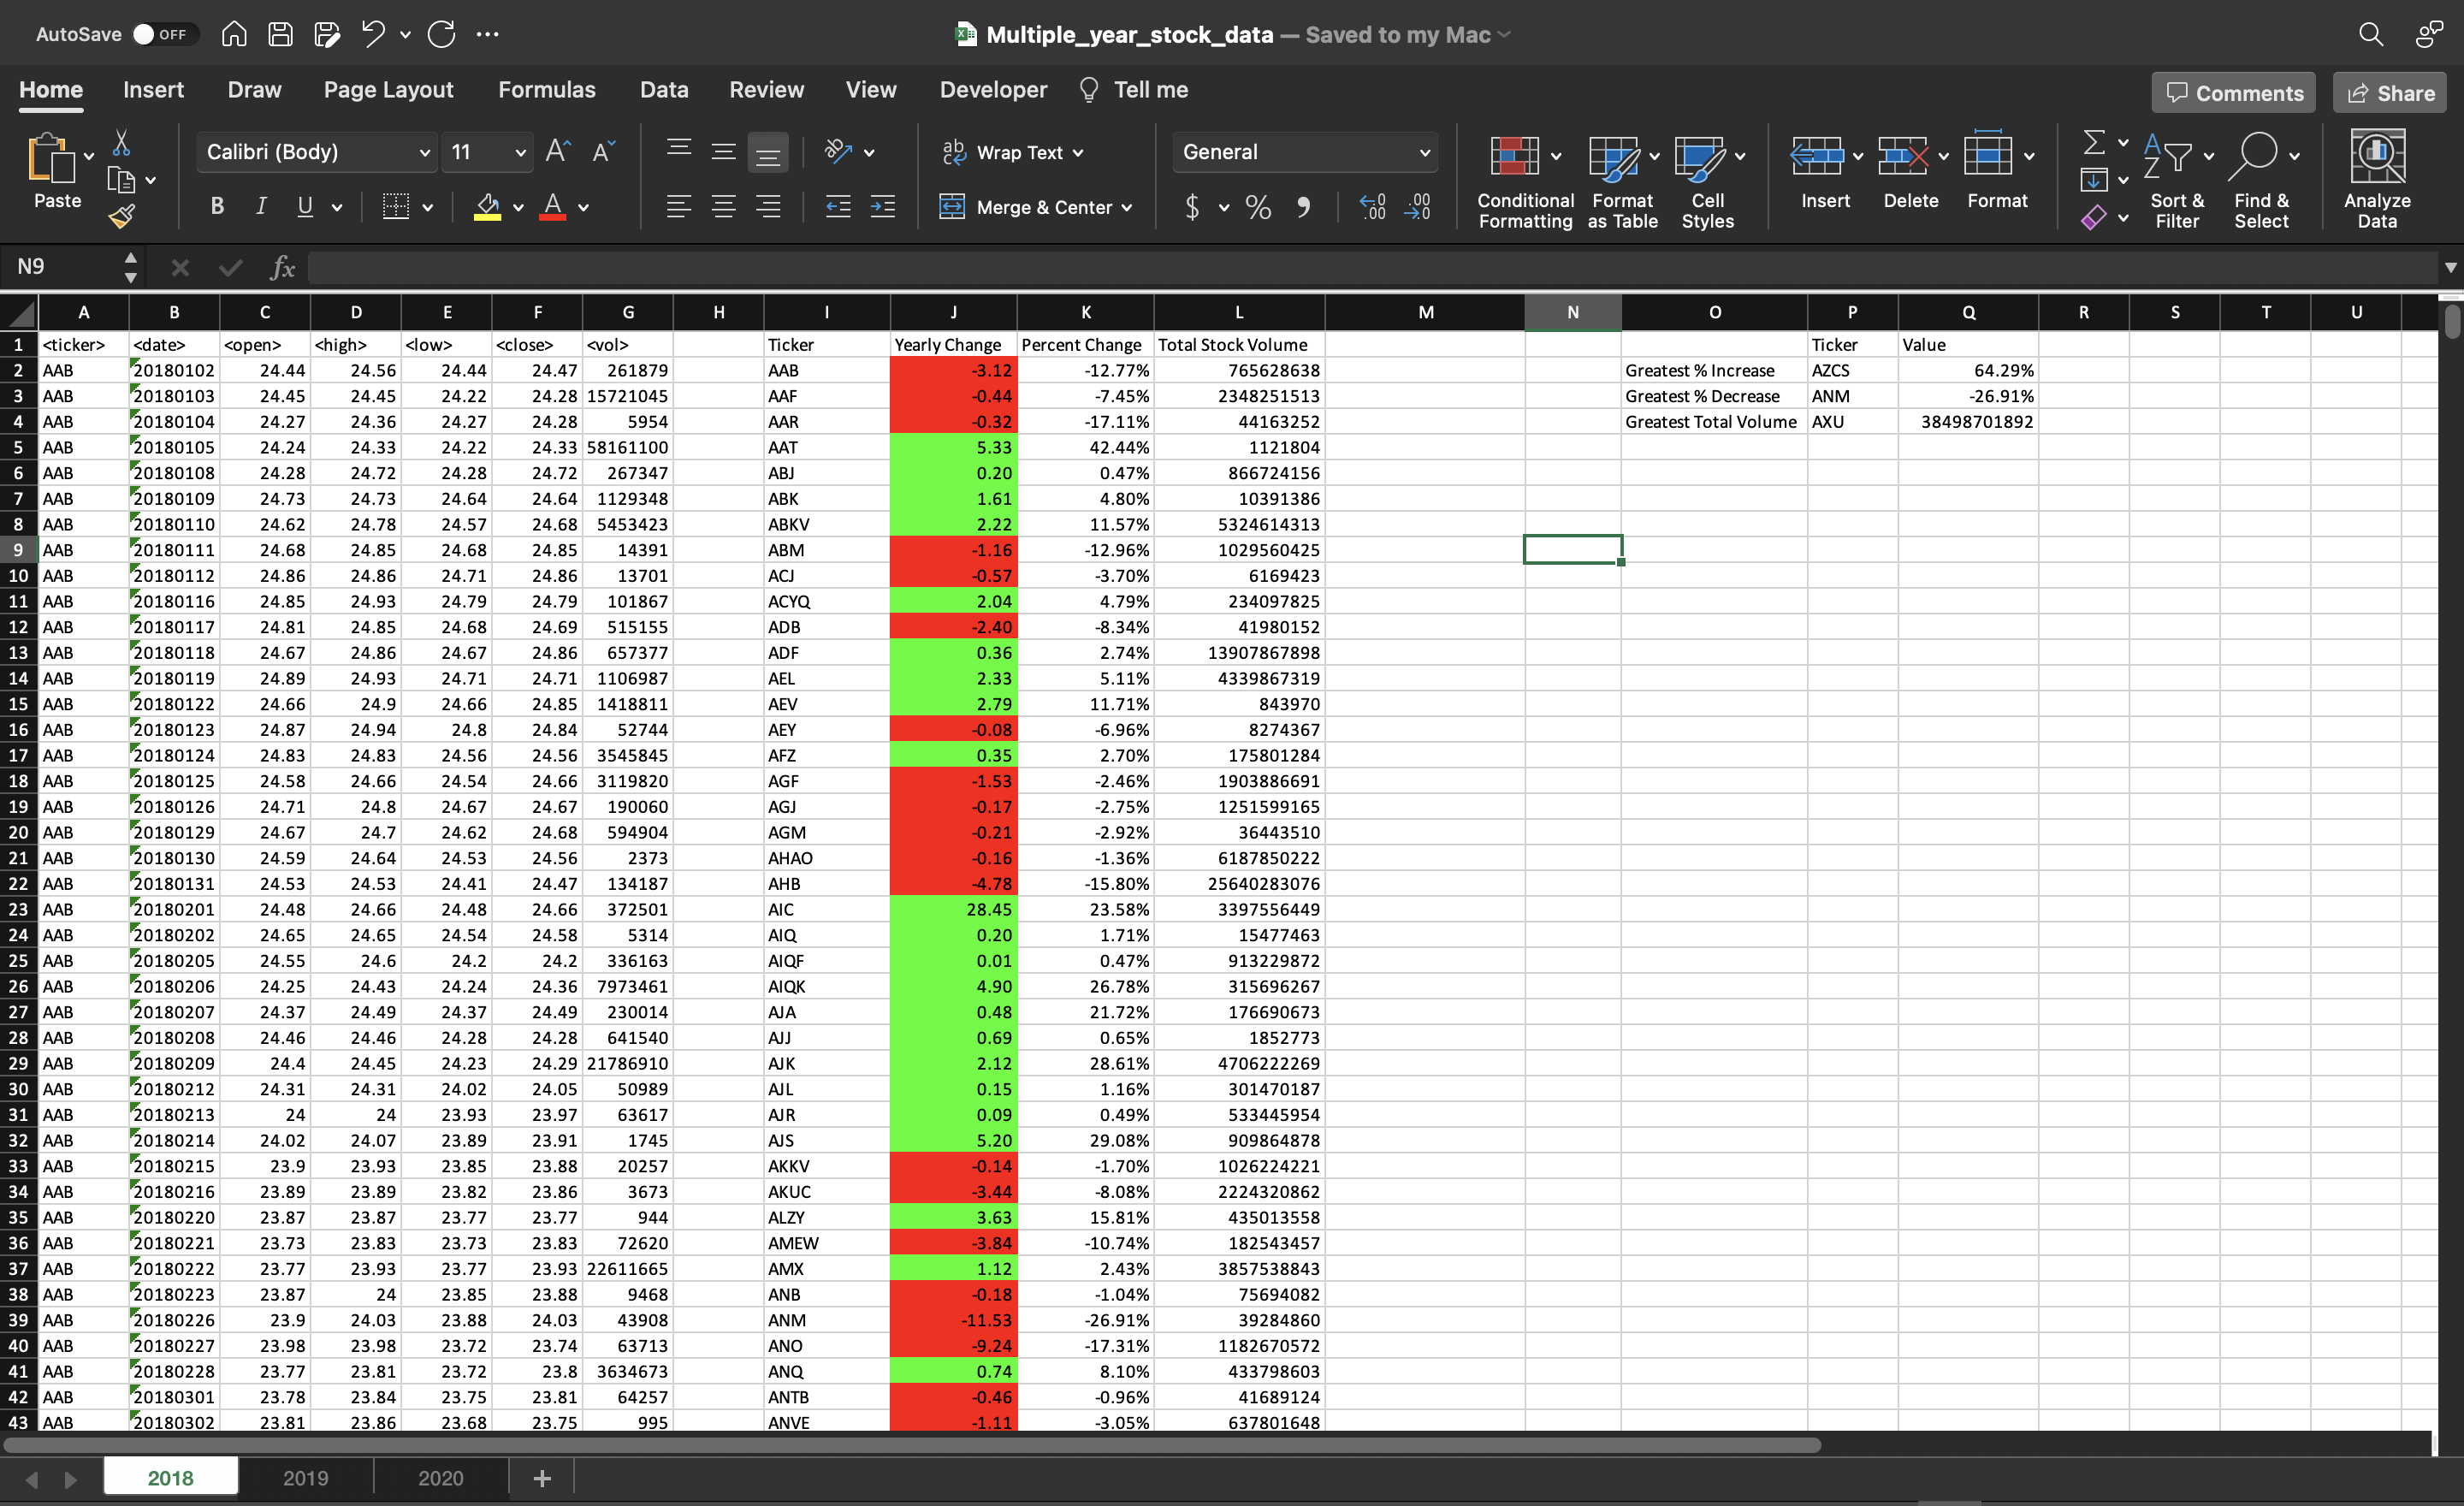 AutoSave OFF Multiple_year_stock_data — Saved to my Mac
Home Insert Draw Page Layout Formulas Data Review View Developer Tell me Comments Share
Paste Calibri (Body) 11 A A B I U A ab Wrap Text Merge & Center General $ % , .00 .00 Conditional Formatting Format as Table Cell Styles Insert Delete Format Sort & Filter Find & Select Analyze Data
N9 fx
A B C D E F G H I J K L M N O P Q R S T U
1 <ticker> <date> <open> <high> <low> <close> <vol> Ticker Yearly Change Percent Change Total Stock Volume Ticker Value
2 AAB 20180102 24.44 24.56 24.44 24.47 261879 AAB -3.12 -12.77% 765628638 Greatest % Increase AZCS 64.29%
3 AAB 20180103 24.45 24.45 24.22 24.28 15721045 AAF -0.44 -7.45% 2348251513 Greatest % Decrease ANM -26.91%
4 AAB 20180104 24.27 24.36 24.27 24.28 5954 AAR -0.32 -17.11% 44163252 Greatest Total Volume AXU 38498701892
5 AAB 20180105 24.24 24.33 24.22 24.33 58161100 AAT 5.33 42.44% 1121804
6 AAB 20180108 24.28 24.72 24.28 24.72 267347 ABJ 0.20 0.47% 866724156
7 AAB 20180109 24.73 24.73 24.64 24.64 1129348 ABK 1.61 4.80% 10391386
8 AAB 20180110 24.62 24.78 24.57 24.68 5453423 ABKV 2.22 11.57% 5324614313
9 AAB 20180111 24.68 24.85 24.68 24.85 14391 ABM -1.16 -12.96% 1029560425
10 AAB 20180112 24.86 24.86 24.71 24.86 13701 ACJ -0.57 -3.70% 6169423
11 AAB 20180116 24.85 24.93 24.79 24.79 101867 ACYQ 2.04 4.79% 234097825
12 AAB 20180117 24.81 24.85 24.68 24.69 515155 ADB -2.40 -8.34% 41980152
13 AAB 20180118 24.67 24.86 24.67 24.86 657377 ADF 0.36 2.74% 13907867898
14 AAB 20180119 24.89 24.93 24.71 24.71 1106987 AEL 2.33 5.11% 4339867319
15 AAB 20180122 24.66 24.9 24.66 24.85 1418811 AEV 2.79 11.71% 843970
16 AAB 20180123 24.87 24.94 24.8 24.84 52744 AEY -0.08 -6.96% 8274367
17 AAB 20180124 24.83 24.83 24.56 24.56 3545845 AFZ 0.35 2.70% 175801284
18 AAB 20180125 24.58 24.66 24.54 24.66 3119820 AGF -1.53 -2.46% 1903886691
19 AAB 20180126 24.71 24.8 24.67 24.67 190060 AGJ -0.17 -2.75% 1251599165
20 AAB 20180129 24.67 24.7 24.62 24.68 594904 AGM -0.21 -2.92% 36443510
21 AAB 20180130 24.59 24.64 24.53 24.56 2373 AHAO -0.16 -1.36% 6187850222
22 AAB 20180131 24.53 24.53 24.41 24.47 134187 AHB -4.78 -15.80% 25640283076
23 AAB 20180201 24.48 24.66 24.48 24.66 372501 AIC 28.45 23.58% 3397556449
24 AAB 20180202 24.65 24.65 24.54 24.58 5314 AIQ 0.20 1.71% 15477463
25 AAB 20180205 24.55 24.6 24.2 24.2 336163 AIQF 0.01 0.47% 913229872
26 AAB 20180206 24.25 24.43 24.24 24.36 7973461 AIQK 4.90 26.78% 315696267
27 AAB 20180207 24.37 24.49 24.37 24.49 230014 AJA 0.48 21.72% 176690673
28 AAB 20180208 24.46 24.46 24.28 24.28 641540 AJJ 0.69 0.65% 1852773
29 AAB 20180209 24.4 24.45 24.23 24.29 21786910 AJK 2.12 28.61% 4706222269
30 AAB 20180212 24.31 24.31 24.02 24.05 50989 AJL 0.15 1.16% 301470187
31 AAB 20180213 24 24 23.93 23.97 63617 AJR 0.09 0.49% 533445954
32 AAB 20180214 24.02 24.07 23.89 23.91 1745 AJS 5.20 29.08% 909864878
33 AAB 20180215 23.9 23.93 23.85 23.88 20257 AKKV -0.14 -1.70% 1026224221
34 AAB 20180216 23.89 23.89 23.82 23.86 3673 AKUC -3.44 -8.08% 2224320862
35 AAB 20180220 23.87 23.87 23.77 23.77 944 ALZY 3.63 15.81% 435013558
36 AAB 20180221 23.73 23.83 23.73 23.83 72620 AMEW -3.84 -10.74% 182543457
37 AAB 20180222 23.77 23.93 23.77 23.93 22611665 AMX 1.12 2.43% 3857538843
38 AAB 20180223 23.87 24 23.85 23.88 9468 ANB -0.18 -1.04% 75694082
39 AAB 20180226 23.9 24.03 23.88 24.03 43908 ANM -11.53 -26.91% 39284860
40 AAB 20180227 23.98 23.98 23.72 23.74 63713 ANO -9.24 -17.31% 1182670572
41 AAB 20180228 23.77 23.81 23.72 23.8 3634673 ANQ 0.74 8.10% 433798603
42 AAB 20180301 23.78 23.84 23.75 23.81 64257 ANTB -0.46 -0.96% 41689124
43 AAB 20180302 23.81 23.86 23.68 23.75 995 ANVE -1.11 -3.05% 637801648
2018 2019 2020 +